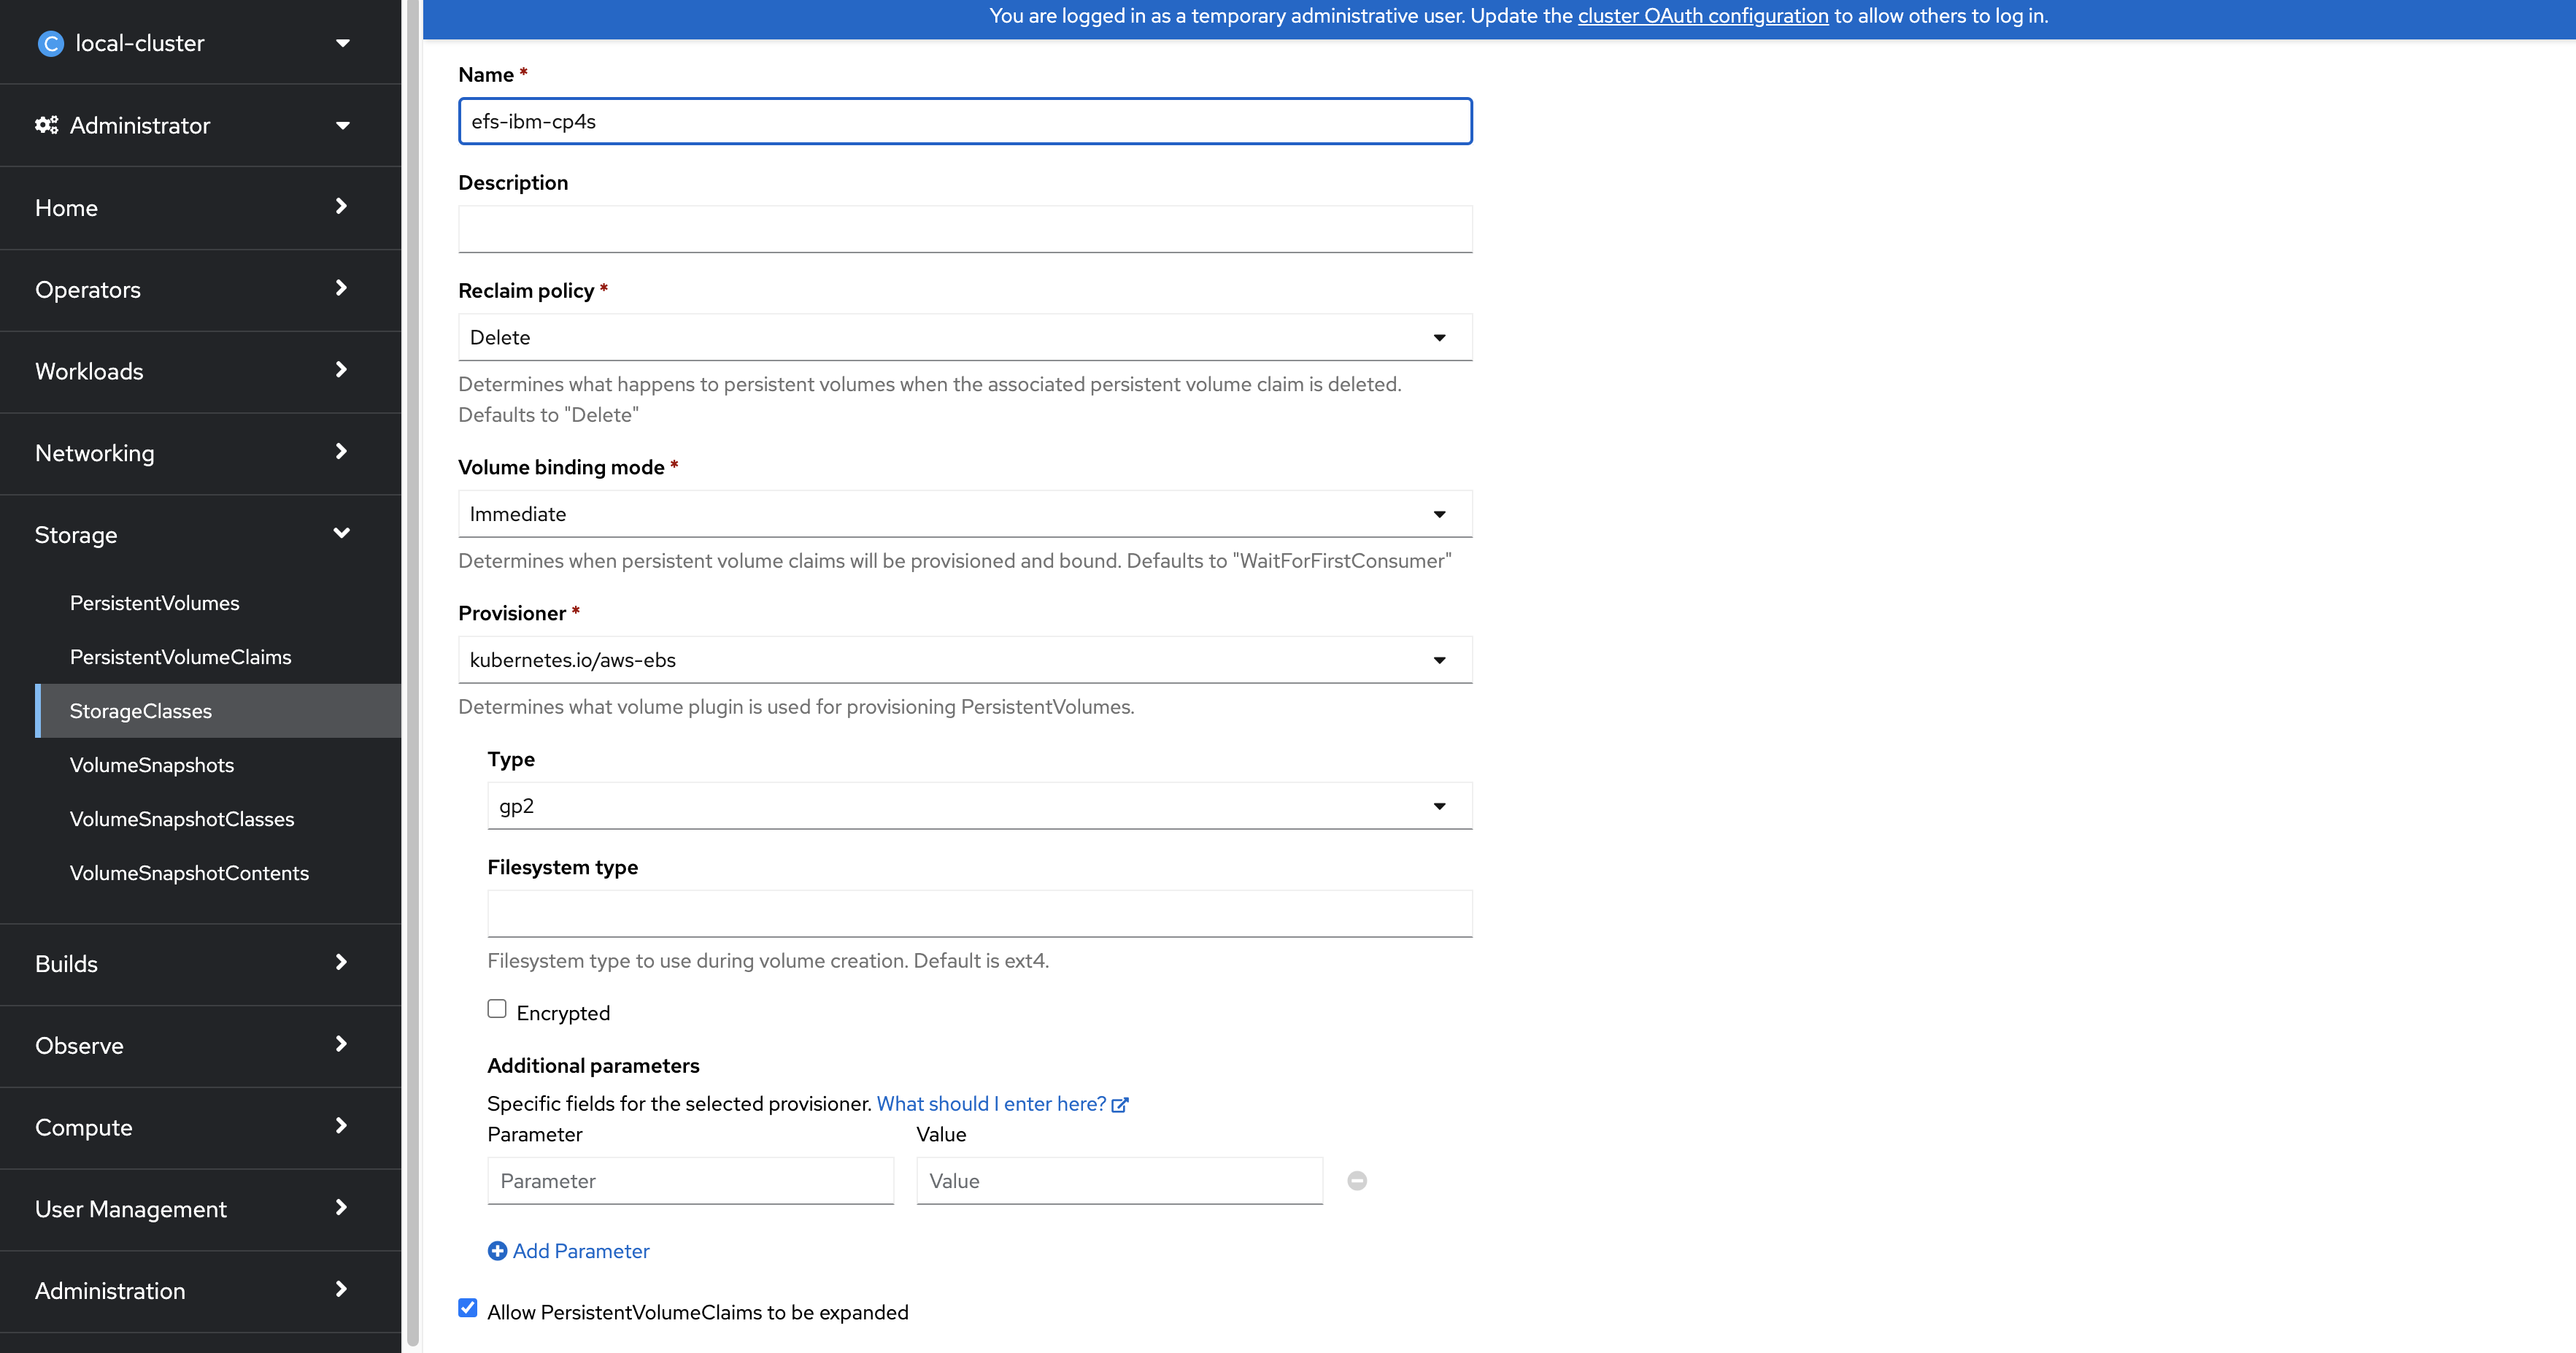 C local-cluster
Administrator
Home
Operators
Workloads
Networking
Storage
PersistentVolumes
PersistentVolumeClaims
StorageClasses
VolumeSnapshots
VolumeSnapshotClasses
VolumeSnapshotContents
Builds
Observe
Compute
User Management
Administration
You are logged in as a temporary administrative user. Update the cluster OAuth configuration to allow others to log in.
Name *
efs-ibm-cp4s
Description
Reclaim policy *
Delete
Determines what happens to persistent volumes when the associated persistent volume claim is deleted.
Defaults to "Delete"
Volume binding mode *
Immediate
Determines when persistent volume claims will be provisioned and bound. Defaults to "WaitForFirstConsumer"
Provisioner *
kubernetes.io/aws-ebs
Determines what volume plugin is used for provisioning PersistentVolumes.
Type
gp2
Filesystem type
Filesystem type to use during volume creation. Default is ext4.
Encrypted
Additional parameters
Specific fields for the selected provisioner. What should I enter here?
Parameter Value
Parameter Value
Add Parameter
Allow PersistentVolumeClaims to be expanded